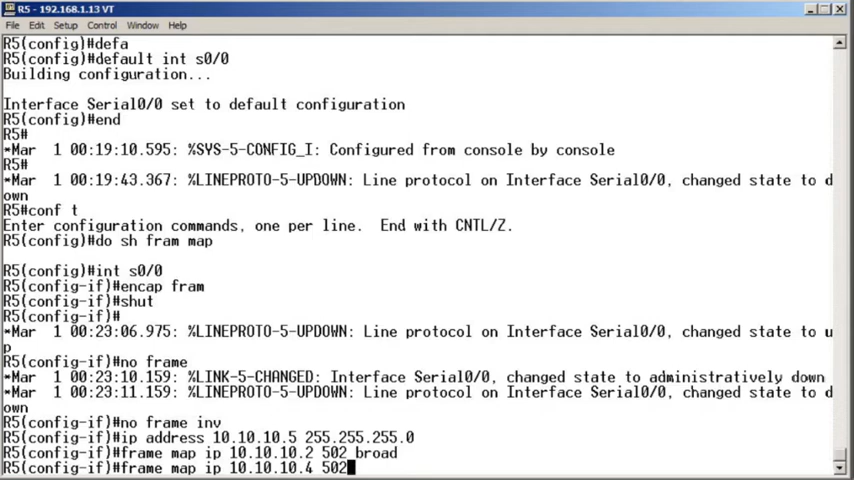 R5 - 192.168.1.13 VT
File Edit Setup Control Window Help
R5(config)#defa
R5(config)#default int s0/0
Building configuration...
Interface Serial0/0 set to default configuration
R5(config)#end
R5#
*Mar  1 00:19:10.595: %SYS-5-CONFIG_I: Configured from console by console
R5#
*Mar  1 00:19:43.367: %LINEPROTO-5-UPDOWN: Line protocol on Interface Serial0/0, changed state to d
own
R5#conf t
Enter configuration commands, one per line.  End with CNTL/Z.
R5(config)#do sh fram map
R5(config)#int s0/0
R5(config-if)#encap fram
R5(config-if)#shut
R5(config-if)#
*Mar  1 00:23:06.975: %LINEPROTO-5-UPDOWN: Line protocol on Interface Serial0/0, changed state to u
p
R5(config-if)#no frame
*Mar  1 00:23:10.159: %LINK-5-CHANGED: Interface Serial0/0, changed state to administratively down
*Mar  1 00:23:11.159: %LINEPROTO-5-UPDOWN: Line protocol on Interface Serial0/0, changed state to d
own
R5(config-if)#no frame inv
R5(config-if)#ip address 10.10.10.5 255.255.255.0
R5(config-if)#frame map ip 10.10.10.2 502 broad
R5(config-if)#frame map ip 10.10.10.4 502